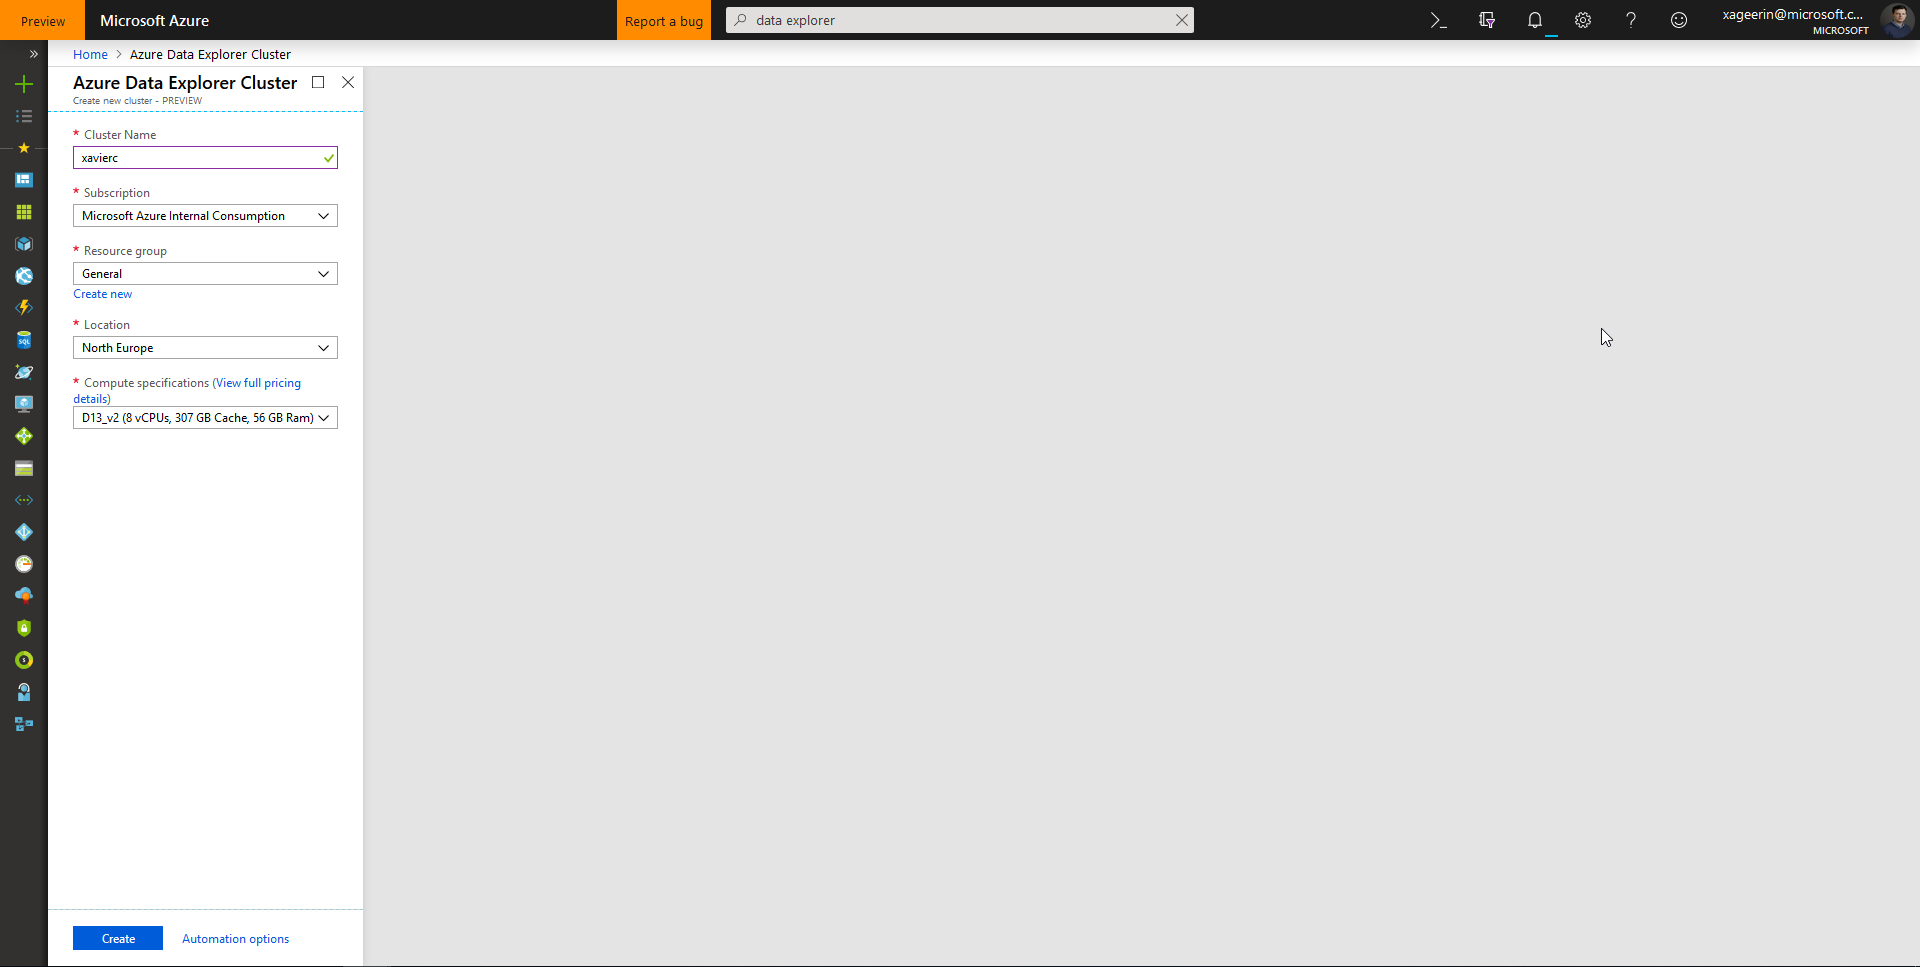 Preview
Microsoft Azure
Report a bug
data explorer
xageerin@microsoft.c...
MICROSOFT
Home > Azure Data Explorer Cluster
Azure Data Explorer Cluster
Create new cluster - PREVIEW
* Cluster Name
xavierc
* Subscription
Microsoft Azure Internal Consumption
* Resource group
General
Create new
* Location
North Europe
* Compute specifications (View full pricing
details)
D13_v2 (8 vCPUs, 307 GB Cache, 56 GB Ram)
Create
Automation options